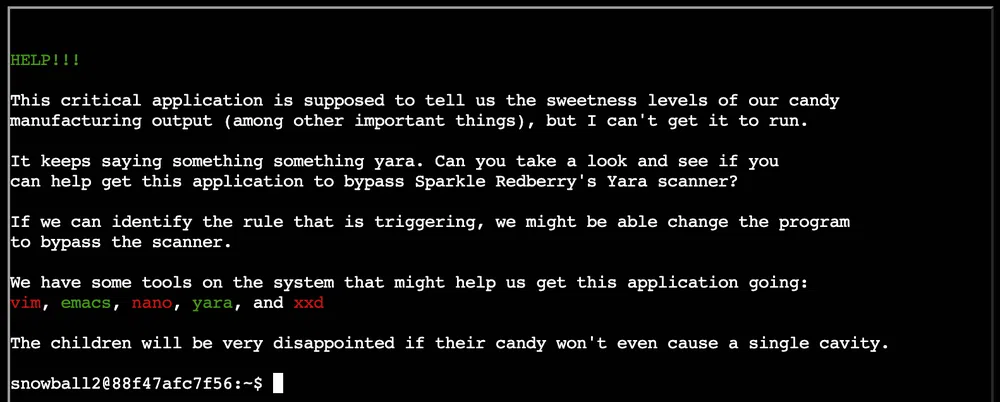 HELP!!!
This critical application is supposed to tell us the sweetness levels of our candy
manufacturing output (among other important things), but I can't get it to run.
It keeps saying something something yara. Can you take a look and see if you
can help get this application to bypass Sparkle Redberry's Yara scanner?
If we can identify the rule that is triggering, we might be able change the program
to bypass the scanner.
We have some tools on the system that might help us get this application going:
vim, emacs, nano, yara, and xxd
The children will be very disappointed if their candy won't even cause a single cavity.
snowball2@88f47afc7f56:~$